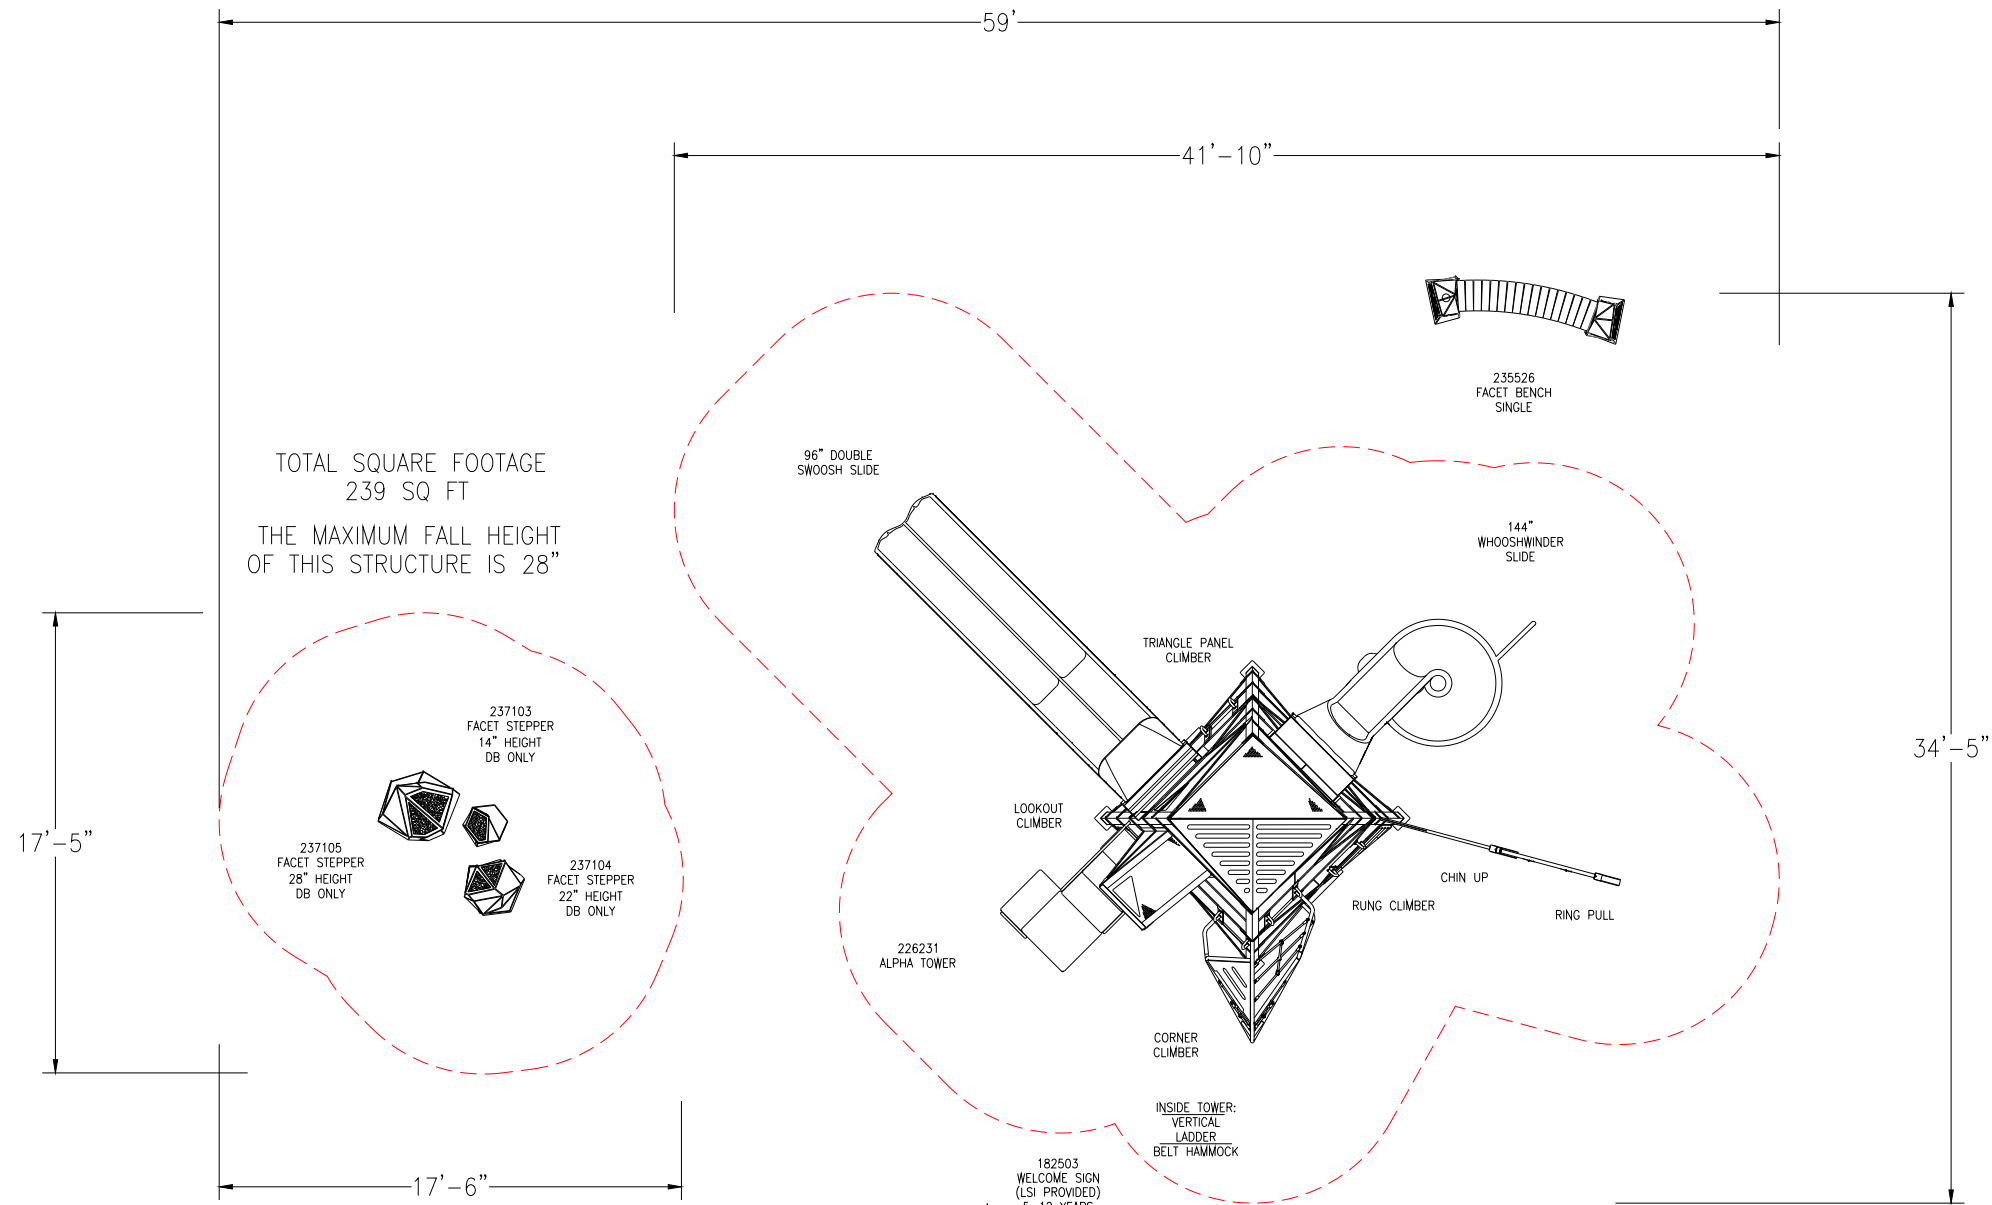 59'
41'-10"
235526
FACET BENCH
SINGLE
96" DOUBLE
SWOOSH SLIDE
TOTAL SQUARE FOOTAGE
239 SQ FT
THE MAXIMUM FALL HEIGHT
OF THIS STRUCTURE IS 28"
144"
WHOOSHWINDER
SLIDE
TRIANGLE PANEL
CLIMBER
237103
FACET STEPPER
14" HEIGHT
DB ONLY
34'-5"
LOOKOUT
CLIMBER
17'-5"
237105
FACET STEPPER
28" HEIGHT
DB ONLY
237104
FACET STEPPER
22" HEIGHT
DB ONLY
CHIN UP
RUNG CLIMBER
RING PULL
226231
ALPHA TOWER
CORNER
CLIMBER
INSIDE TOWER:
VERTICAL
LADDER
BELT HAMMOCK
182503
WELCOME SIGN
(LSI PROVIDED)
17'-6"